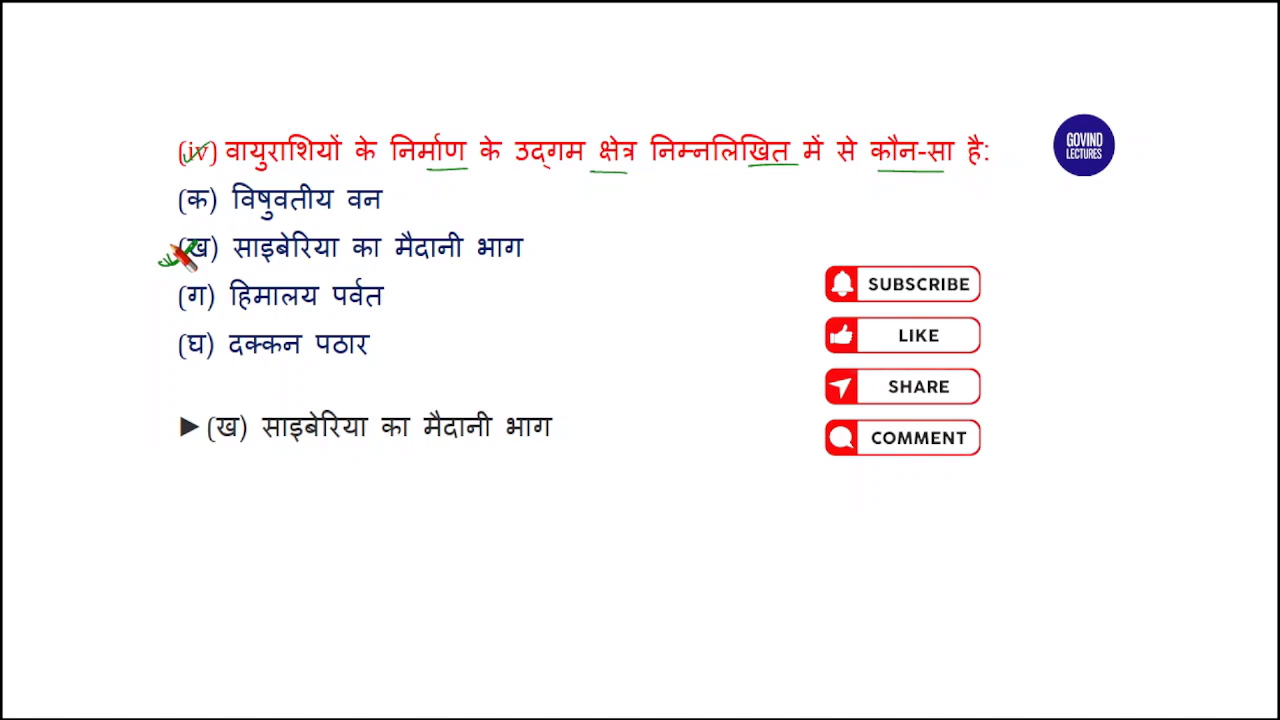 (iv) वायुराशियों के निर्माण के उद्गम क्षेत्र निम्नलिखित में से कौन-सा है:
GOVIND
LECTURES
(क) विषुवतीय वन
(ख) साइबेरिया का मैदानी भाग
(ग) हिमालय पर्वत
(घ) दक्कन पठार
►(ख) साइबेरिया का मैदानी भाग
SUBSCRIBE
LIKE
SHARE
COMMENT